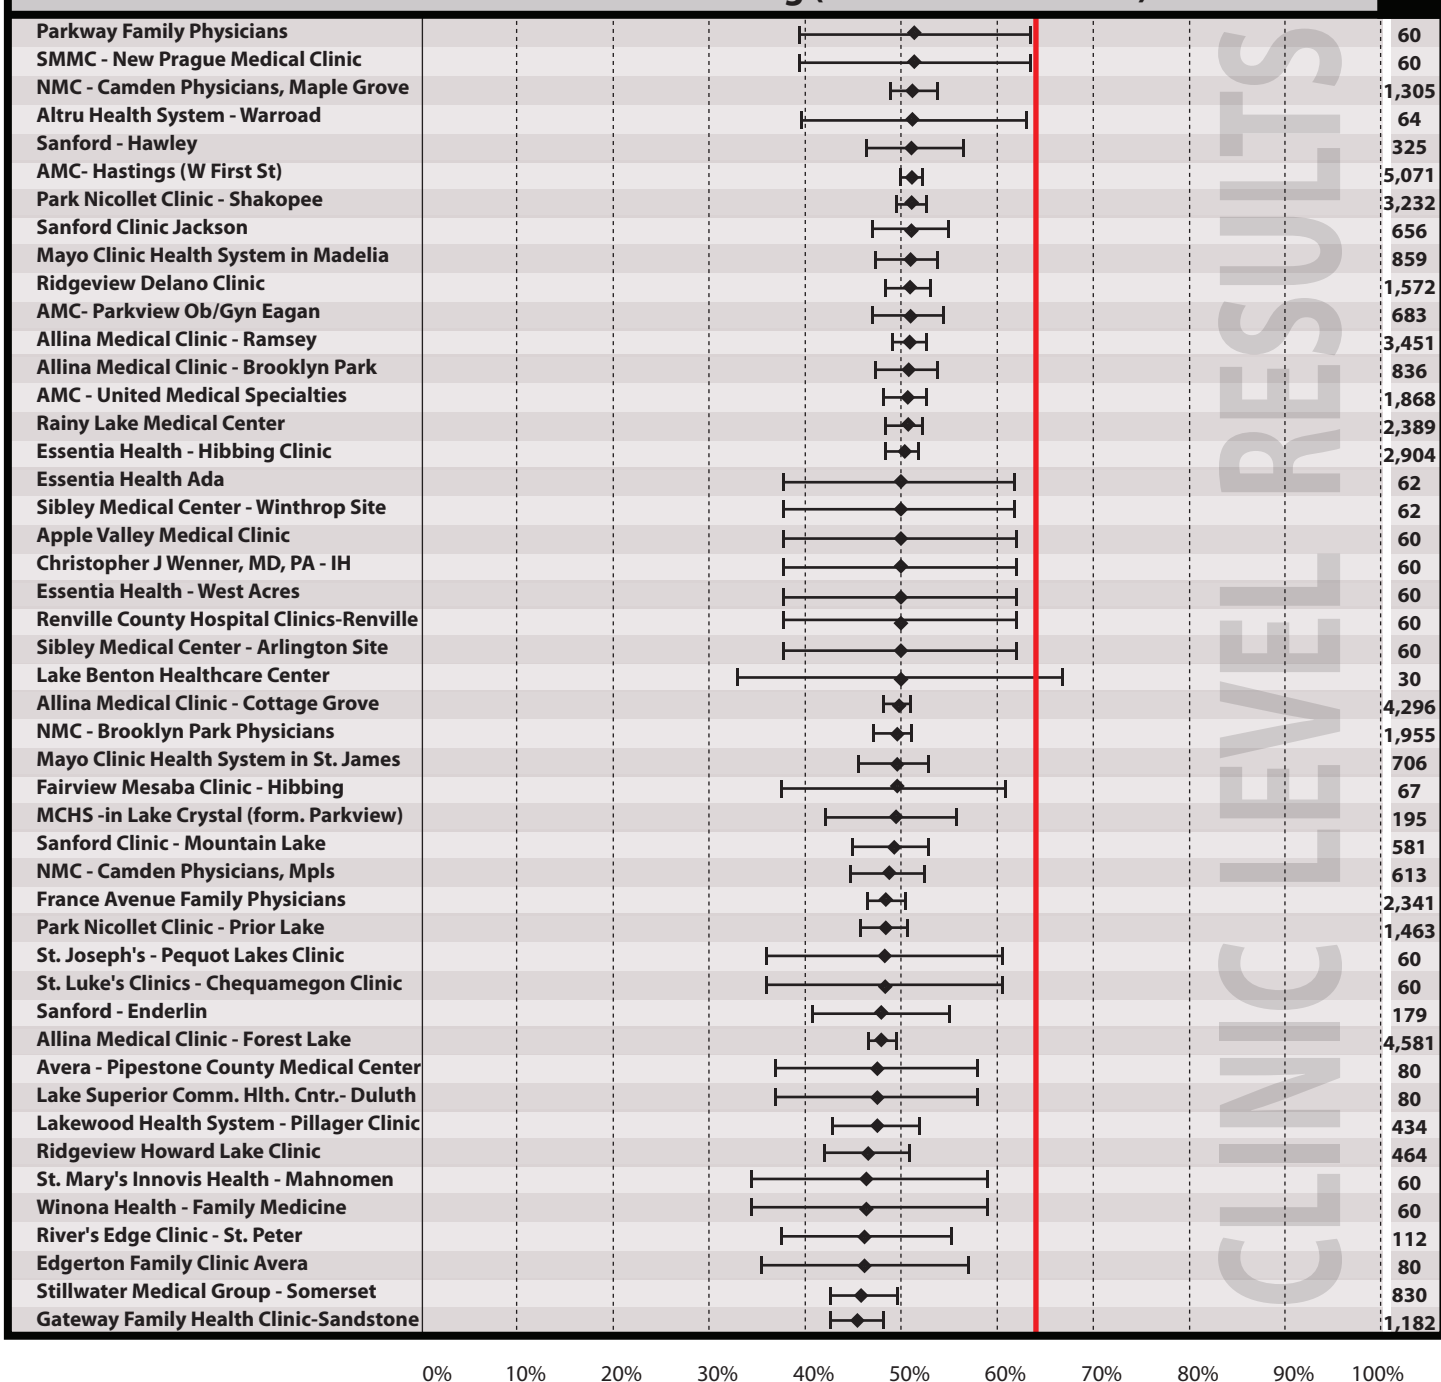 Parkway Family Physicians 60
SMMC - New Prague Medical Clinic 60
NMC - Camden Physicians, Maple Grove 1,305
Altru Health System - Warroad 64
Sanford - Hawley 325
AMC- Hastings (W First St) 5,071
Park Nicollet Clinic - Shakopee 3,232
Sanford Clinic Jackson 656
Mayo Clinic Health System in Madelia 859
Ridgeview Delano Clinic 1,572
AMC- Parkview Ob/Gyn Eagan 683
Allina Medical Clinic - Ramsey 3,451
Allina Medical Clinic - Brooklyn Park 836
AMC - United Medical Specialties 1,868
Rainy Lake Medical Center 2,389
Essentia Health - Hibbing Clinic 2,904
Essentia Health Ada 62
Sibley Medical Center - Winthrop Site 62
Apple Valley Medical Clinic 60
Christopher J Wenner, MD, PA - IH 60
Essentia Health - West Acres 60
Renville County Hospital Clinics-Renville 60
Sibley Medical Center - Arlington Site 60
Lake Benton Healthcare Center 30
Allina Medical Clinic - Cottage Grove 4,296
NMC - Brooklyn Park Physicians 1,955
Mayo Clinic Health System in St. James 706
Fairview Mesaba Clinic - Hibbing 67
MCHS -in Lake Crystal (form. Parkview) 195
Sanford Clinic - Mountain Lake 581
NMC - Camden Physicians, Mpls 613
France Avenue Family Physicians 2,341
Park Nicollet Clinic - Prior Lake 1,463
St. Joseph's - Pequot Lakes Clinic 60
St. Luke's Clinics - Chequamegon Clinic 60
Sanford - Enderlin 179
Allina Medical Clinic - Forest Lake 4,581
Avera - Pipestone County Medical Center 80
Lake Superior Comm. Hlth. Cntr.- Duluth 80
Lakewood Health System - Pillager Clinic 434
Ridgeview Howard Lake Clinic 464
St. Mary's Innovis Health - Mahnomen 60
Winona Health - Family Medicine 60
River's Edge Clinic - St. Peter 112
Edgerton Family Clinic Avera 80
Stillwater Medical Group - Somerset 830
Gateway Family Health Clinic-Sandstone 1,182
0% 10% 20% 30% 40% 50% 60% 70% 80% 90% 100%
CLINIC LEVEL RESULTS